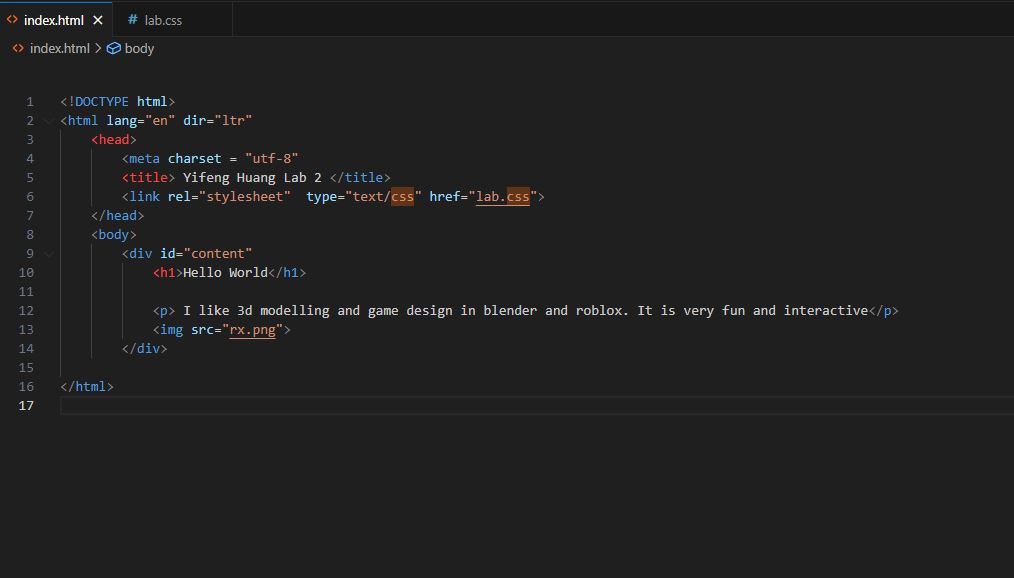 index.html
lab.css
index.html > body
1 <!DOCTYPE html>
2 <html lang="en" dir="ltr"
3 <head>
4 <meta charset = "utf-8"
5 <title> Yifeng Huang Lab 2 </title>
6 <link rel="stylesheet"  type="text/css" href="lab.css">
7 </head>
8 <body>
9 <div id="content"
10 <h1>Hello World</h1>
11
12 <p> I like 3d modelling and game design in blender and roblox. It is very fun and interactive</p>
13 <img src="rx.png">
14 </div>
15
16 </html>
17